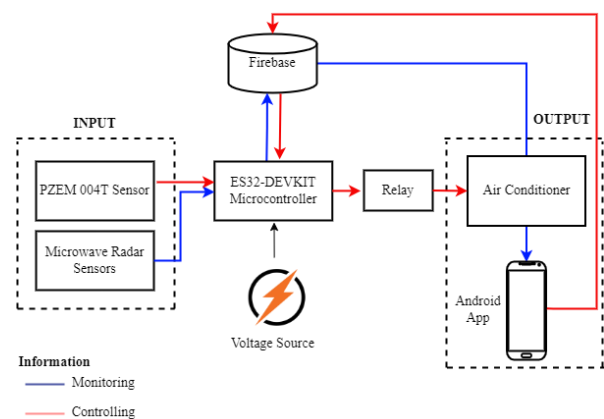 Firebase
INPUT
OUTPUT
PZEM 004T Sensor
ES32-DEVKIT
Microcontroller
Relay
Air Conditioner
Microwave Radar
Sensors
Android
App
Voltage Source
Information
Monitoring
Controlling